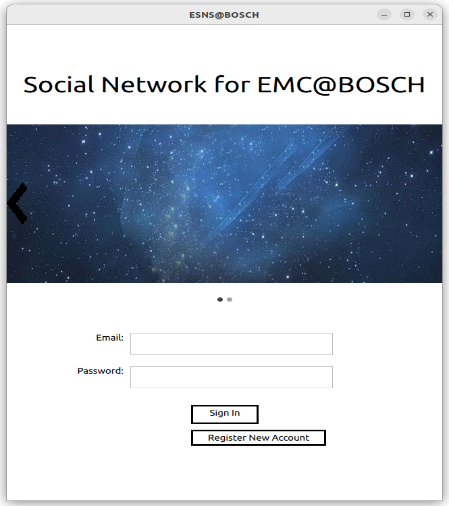 ESNS@BOSCH
Social Network for EMC@BOSCH
Email:
Password:
Sign In
Register New Account